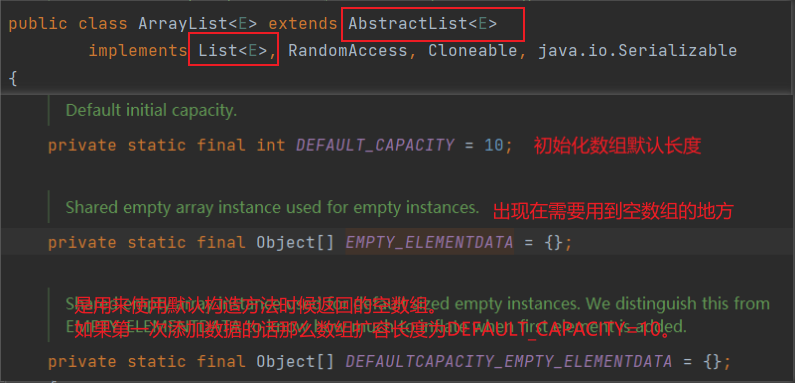 public class ArrayList<E> extends AbstractList<E>
implements List<E>, RandomAccess, Cloneable, java.io.Serializable
{
Default initial capacity.
private static final int DEFAULT_CAPACITY = 10; 初始化数组默认长度
Shared empty array instance used for empty instances. 出现在需要用到空数组的地方
private static final Object[] EMPTY_ELEMENTDATA = {};
Shared empty array instance used for default sized empty instances. We distinguish this from
是用来使用默认构造方法时候返回的空数组。
EMPTY_ELEMENTDATA to know how much to inflate when first element is added.
如果第一次添加数据的话那么数组扩容长度为DEFAULT_CAPACITY=10。
private static final Object[] DEFAULTCAPACITY_EMPTY_ELEMENTDATA = {};